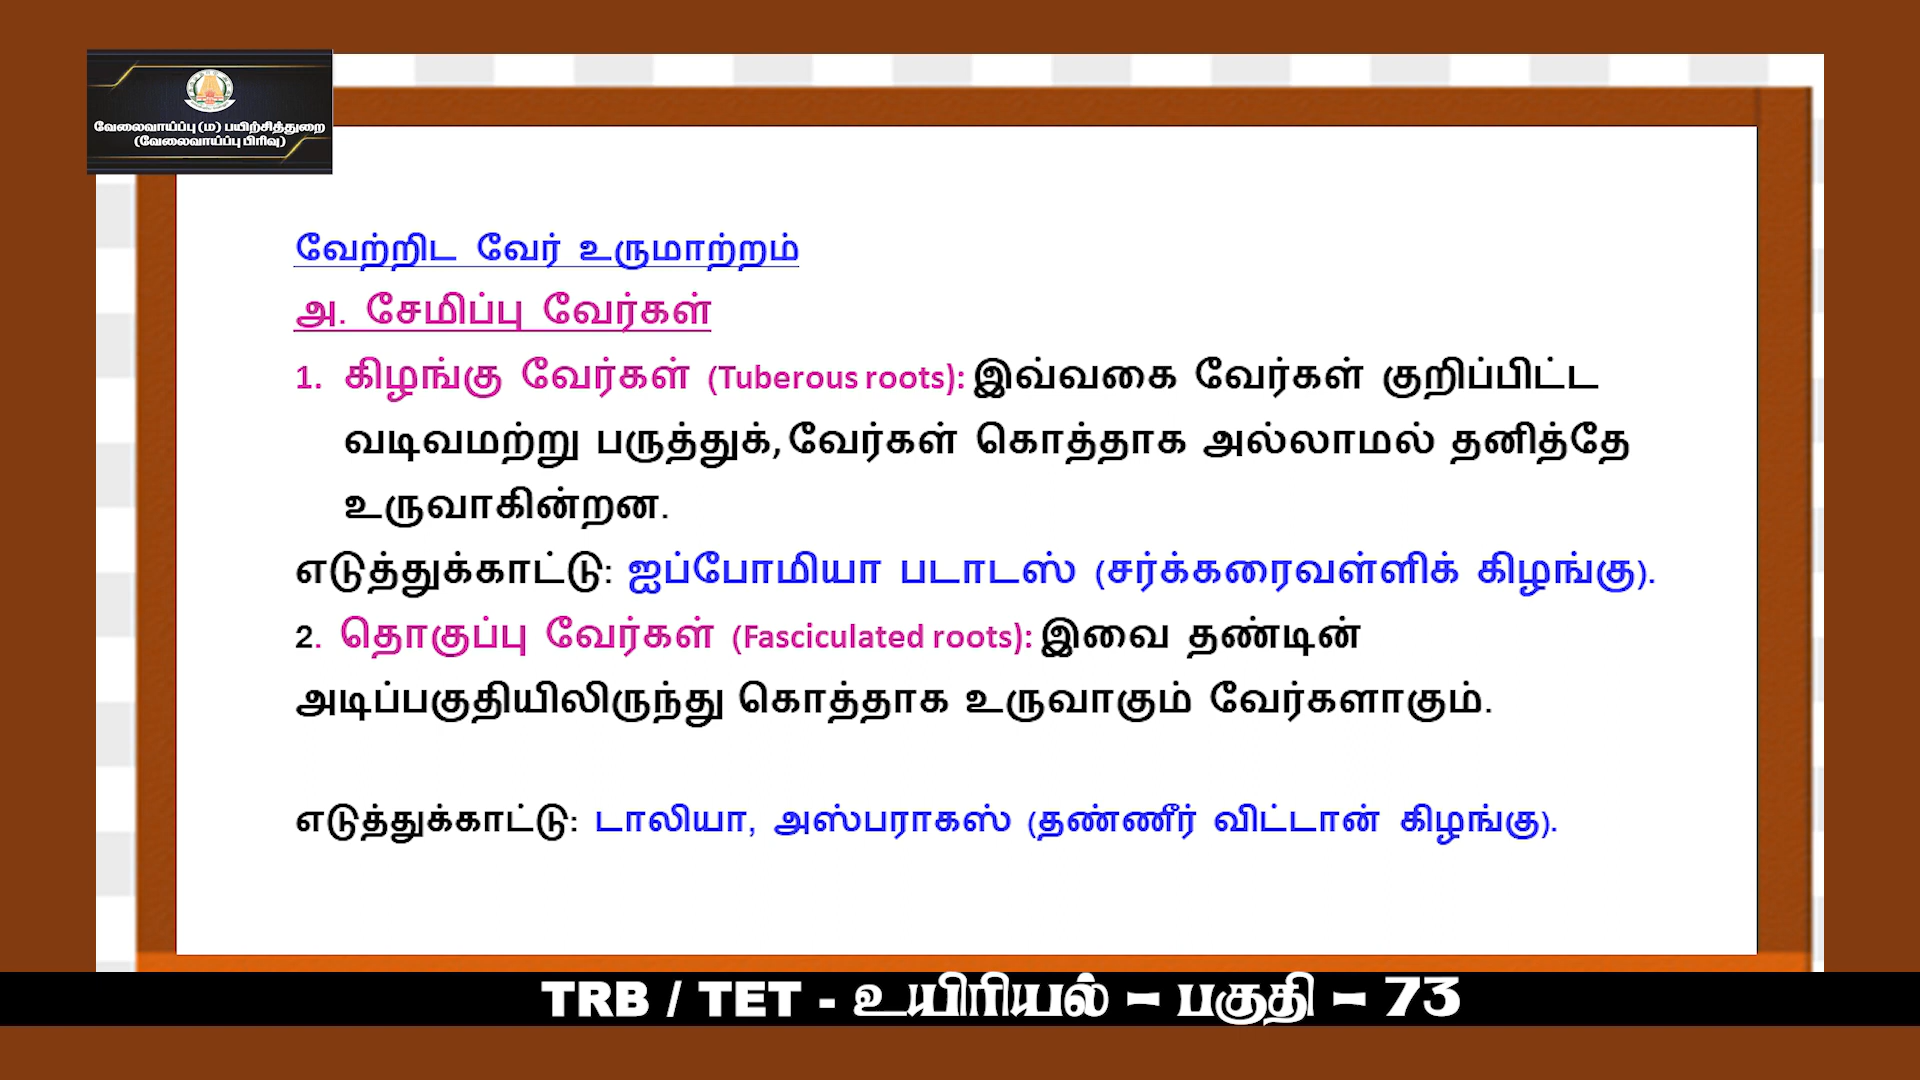 வேலைவாய்ப்பு (ம) பயிற்சித்துறை
(வேலைவாய்ப்பு பிரிவு)
வேற்றிட வேர் உருமாற்றம்
அ. சேமிப்பு வேர்கள்
1. கிழங்கு வேர்கள் (Tuberous roots): இவ்வகை வேர்கள் குறிப்பிட்ட
வடிவமற்று பருத்துக், வேர்கள் கொத்தாக அல்லாமல் தனித்தே
உருவாகின்றன.
எடுத்துக்காட்டு: ஐப்போமியா படாடஸ் (சர்க்கரைவள்ளிக் கிழங்கு).
2. தொகுப்பு வேர்கள் (Fasciculated roots): இவை தண்டின்
அடிப்பகுதியிலிருந்து கொத்தாக உருவாகும் வேர்களாகும்.
எடுத்துக்காட்டு: டாலியா, அஸ்பராகஸ் (தண்ணீர் விட்டான் கிழங்கு).
TRB / TET - உயிரியல் – பகுதி – 73